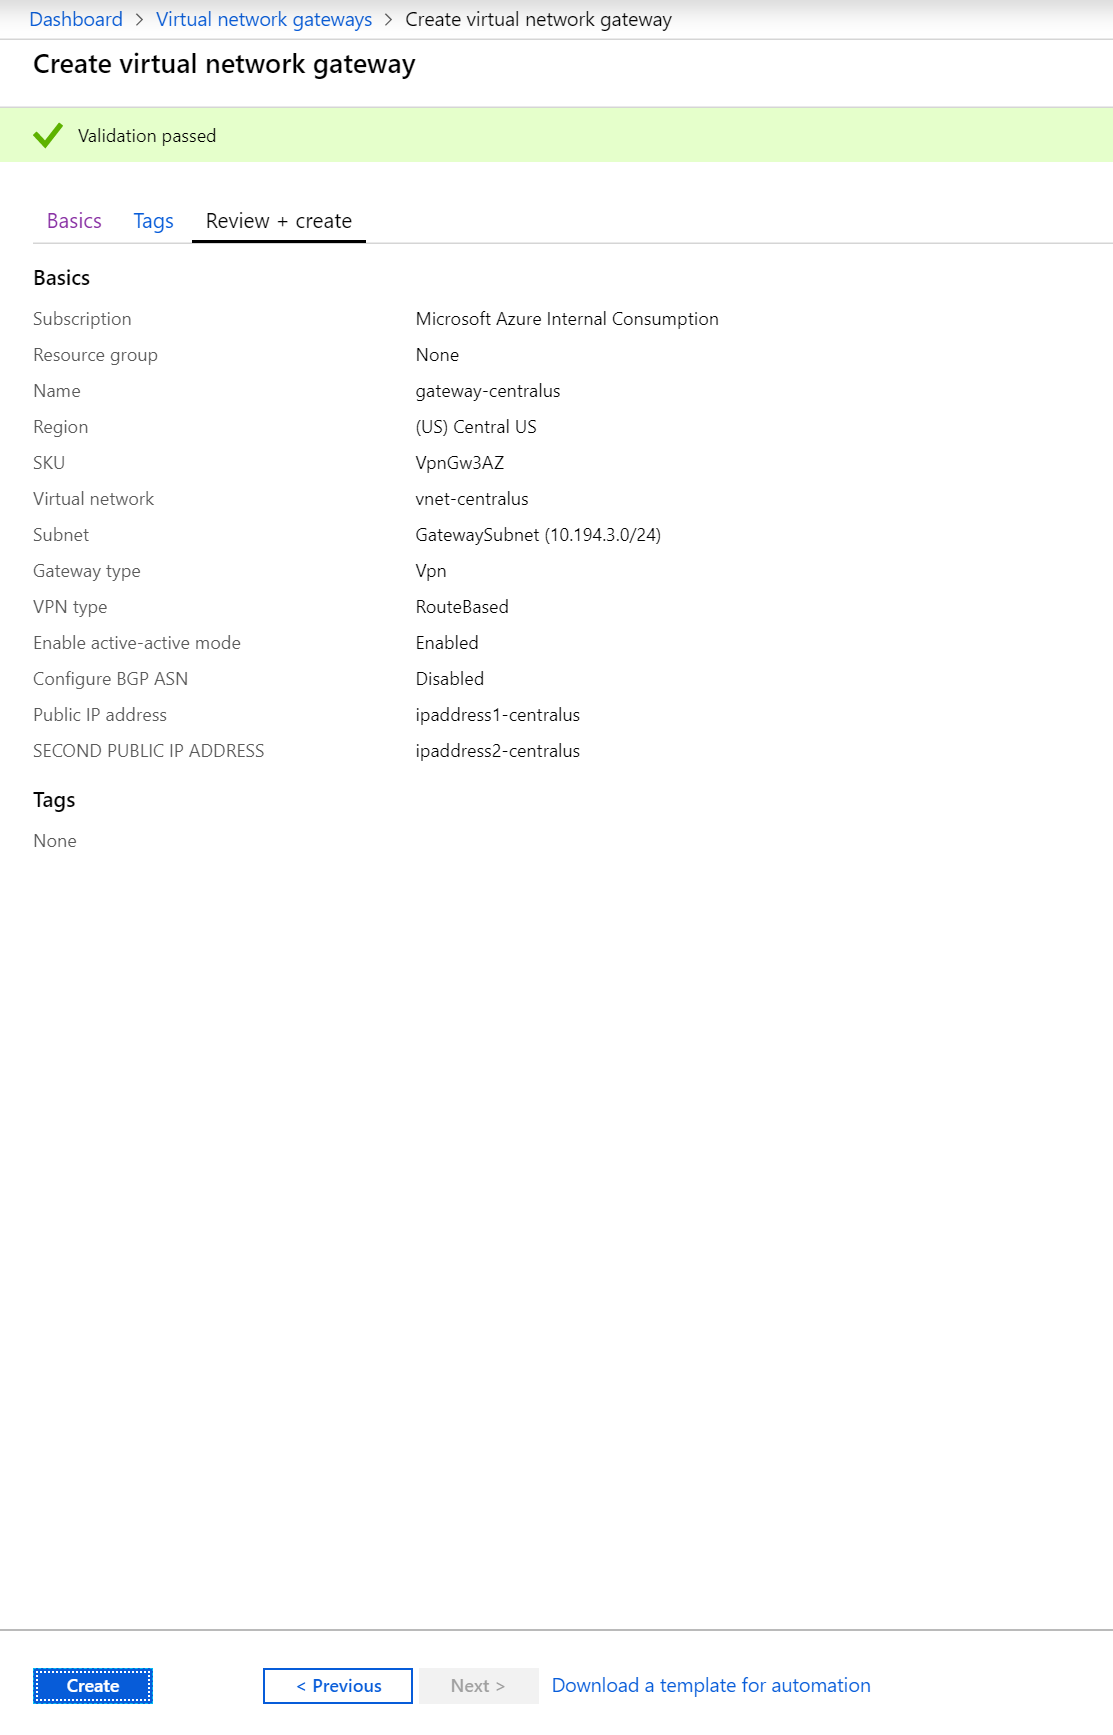 Dashboard > Virtual network gateways > Create virtual network gateway
Create virtual network gateway
Validation passed
Basics Tags Review + create
Basics
Subscription Microsoft Azure Internal Consumption
Resource group None
Name gateway-centralus
Region (US) Central US
SKU VpnGw3AZ
Virtual network vnet-centralus
Subnet GatewaySubnet (10.194.3.0/24)
Gateway type Vpn
VPN type RouteBased
Enable active-active mode Enabled
Configure BGP ASN Disabled
Public IP address ipaddress1-centralus
SECOND PUBLIC IP ADDRESS ipaddress2-centralus
Tags
None
Create < Previous Next > Download a template for automation